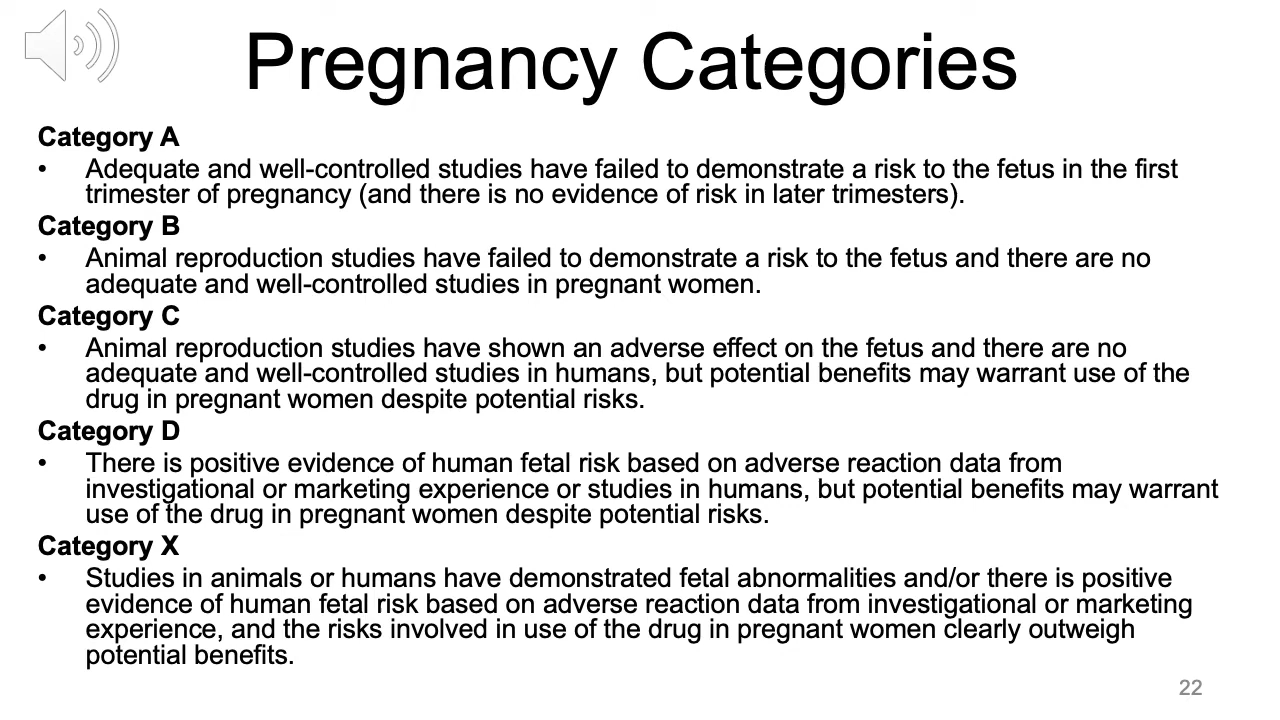 Pregnancy Categories
Category A
• Adequate and well-controlled studies have failed to demonstrate a risk to the fetus in the first
trimester of pregnancy (and there is no evidence of risk in later trimesters).
Category B
• Animal reproduction studies have failed to demonstrate a risk to the fetus and there are no
adequate and well-controlled studies in pregnant women.
Category C
• Animal reproduction studies have shown an adverse effect on the fetus and there are no
adequate and well-controlled studies in humans, but potential benefits may warrant use of the
drug in pregnant women despite potential risks.
Category D
• There is positive evidence of human fetal risk based on adverse reaction data from
investigational or marketing experience or studies in humans, but potential benefits may warrant
use of the drug in pregnant women despite potential risks.
Category X
• Studies in animals or humans have demonstrated fetal abnormalities and/or there is positive
evidence of human fetal risk based on adverse reaction data from investigational or marketing
experience, and the risks involved in use of the drug in pregnant women clearly outweigh
potential benefits.
22